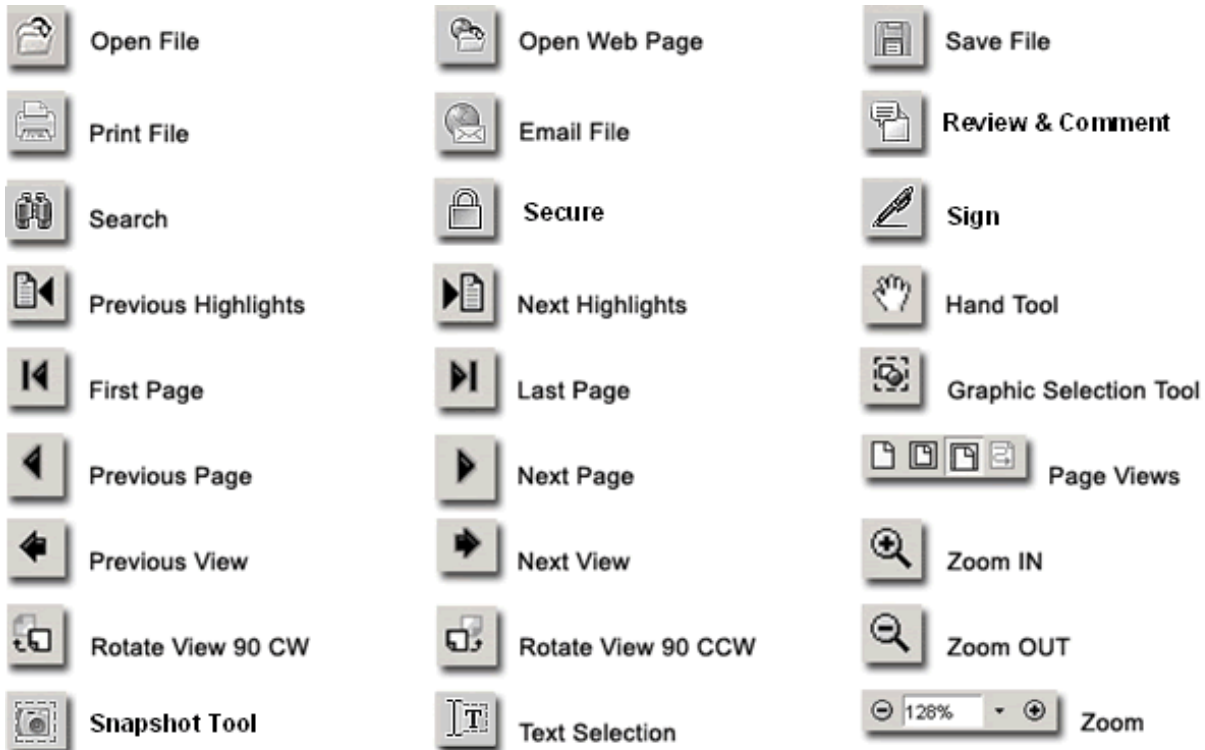 Open File
Open Web Page
Save File
Print File
Email File
Review & Comment
Search
Secure
Sign
Previous Highlights
Next Highlights
Hand Tool
First Page
Last Page
Graphic Selection Tool
Previous Page
Next Page
Page Views
Previous View
Next View
Zoom IN
Rotate View 90 CW
Rotate View 90 CCW
Zoom OUT
Snapshot Tool
T
Text Selection
128%
Zoom